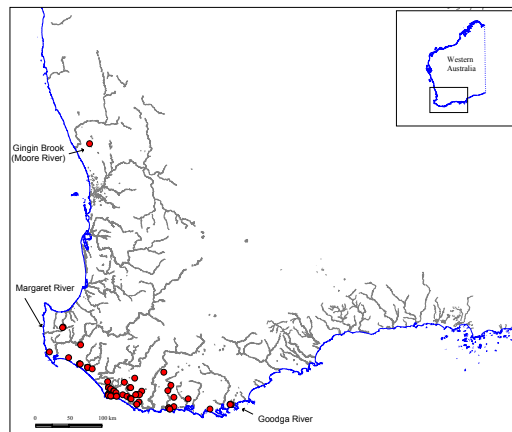 Western
Australia
Gingin Brook
(Moore River)
Margaret River
Goodga River
0 50 100 km